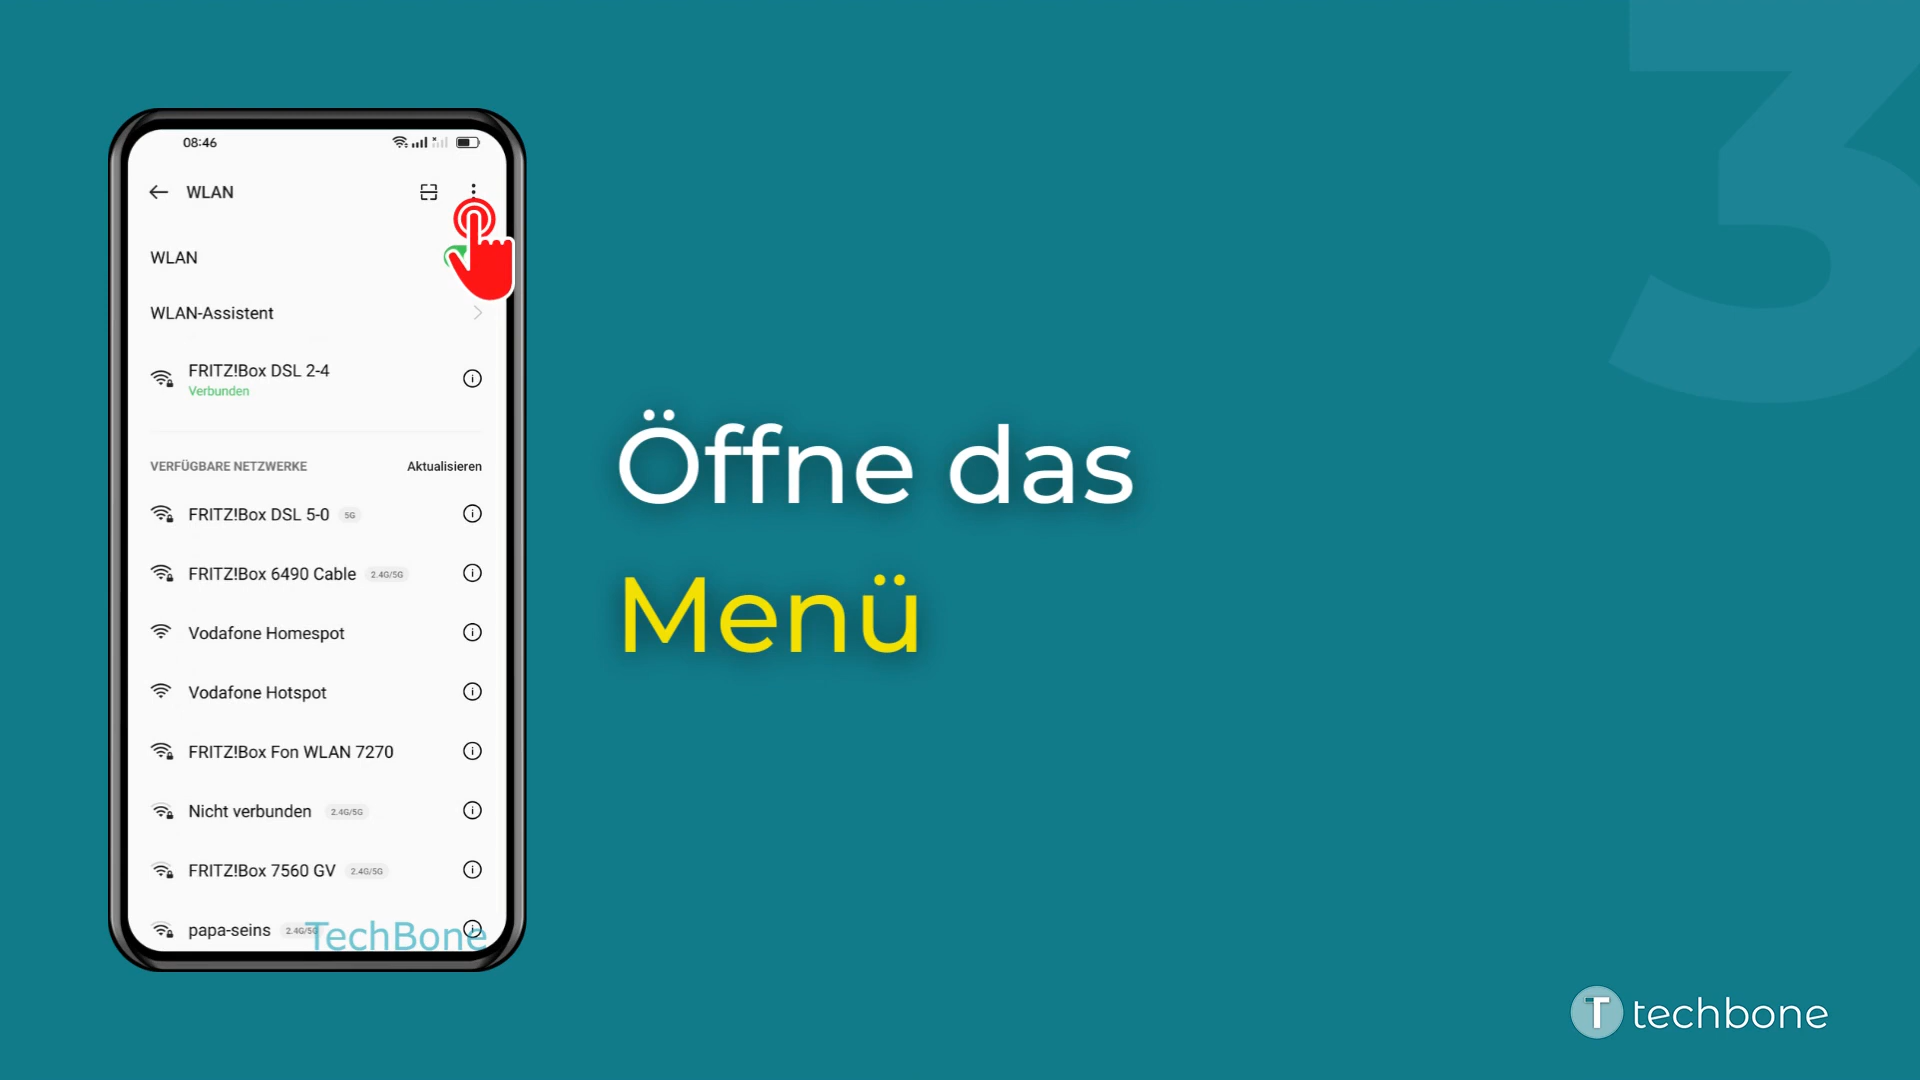 3
08:46
WLAN
WLAN
WLAN-Assistent
FRITZ!Box DSL 2-4
Verbunden
VERFÜGBARE NETZWERKE Aktualisieren
FRITZ!Box DSL 5-0 5G
FRITZ!Box 6490 Cable 2.4G/5G
Vodafone Homespot
Vodafone Hotspot
FRITZ!Box Fon WLAN 7270
Nicht verbunden 2.4G/5G
FRITZ!Box 7560 GV 2.4G/5G
papa-seins 2.4G/5G
TechBone
Öffne das
Menü
T techbone